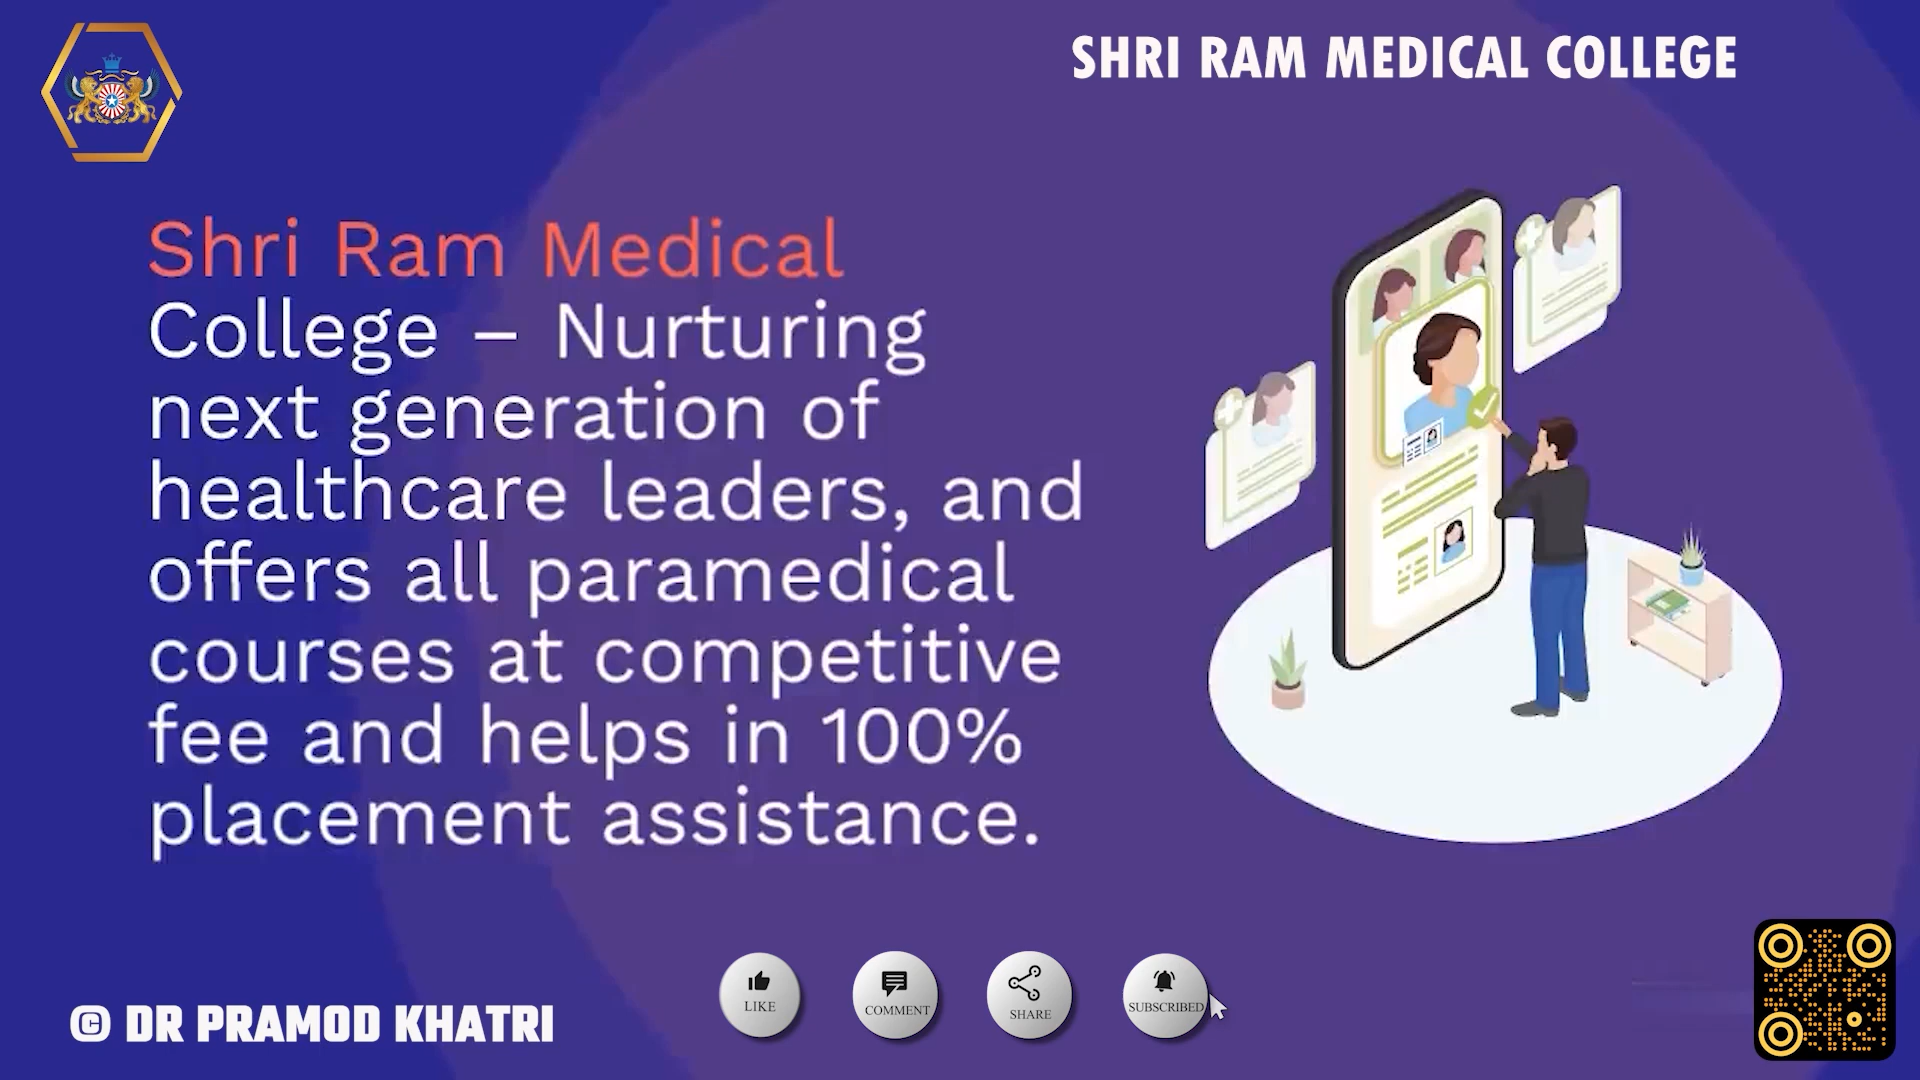 SHRI RAM MEDICAL COLLEGE
Shri Ram Medical
College – Nurturing
next generation of
healthcare leaders, and
offers all paramedical
courses at competitive
fee and helps in 100%
placement assistance.
LIKE
COMMENT
SHARE
SUBSCRIBED
© DR PRAMOD KHATRI